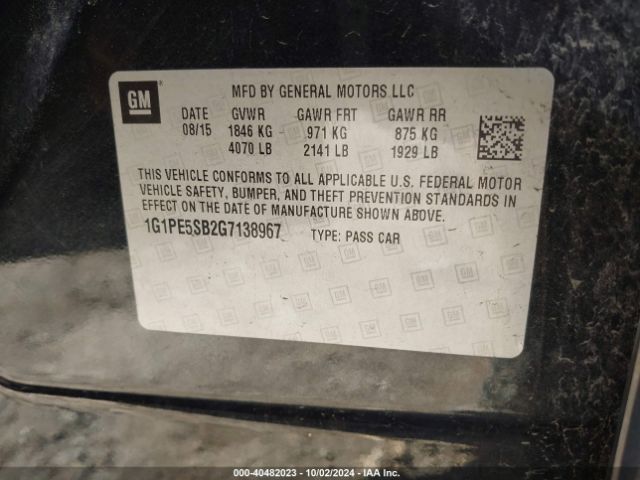 GM
MFD BY GENERAL MOTORS LLC
DATE GVWR GAWR FRT GAWR RR
08/15 1846 KG 971 KG 875 KG
4070 LB 2141 LB 1929 LB
THIS VEHICLE CONFORMS TO ALL APPLICABLE U.S. FEDERAL MOTOR
VEHICLE SAFETY, BUMPER, AND THEFT PREVENTION STANDARDS IN
EFFECT ON THE DATE OF MANUFACTURE SHOWN ABOVE.
1G1PE5SB2G7138967 TYPE: PASS CAR
000-40482023 - 10/02/2024 - IAA Inc.